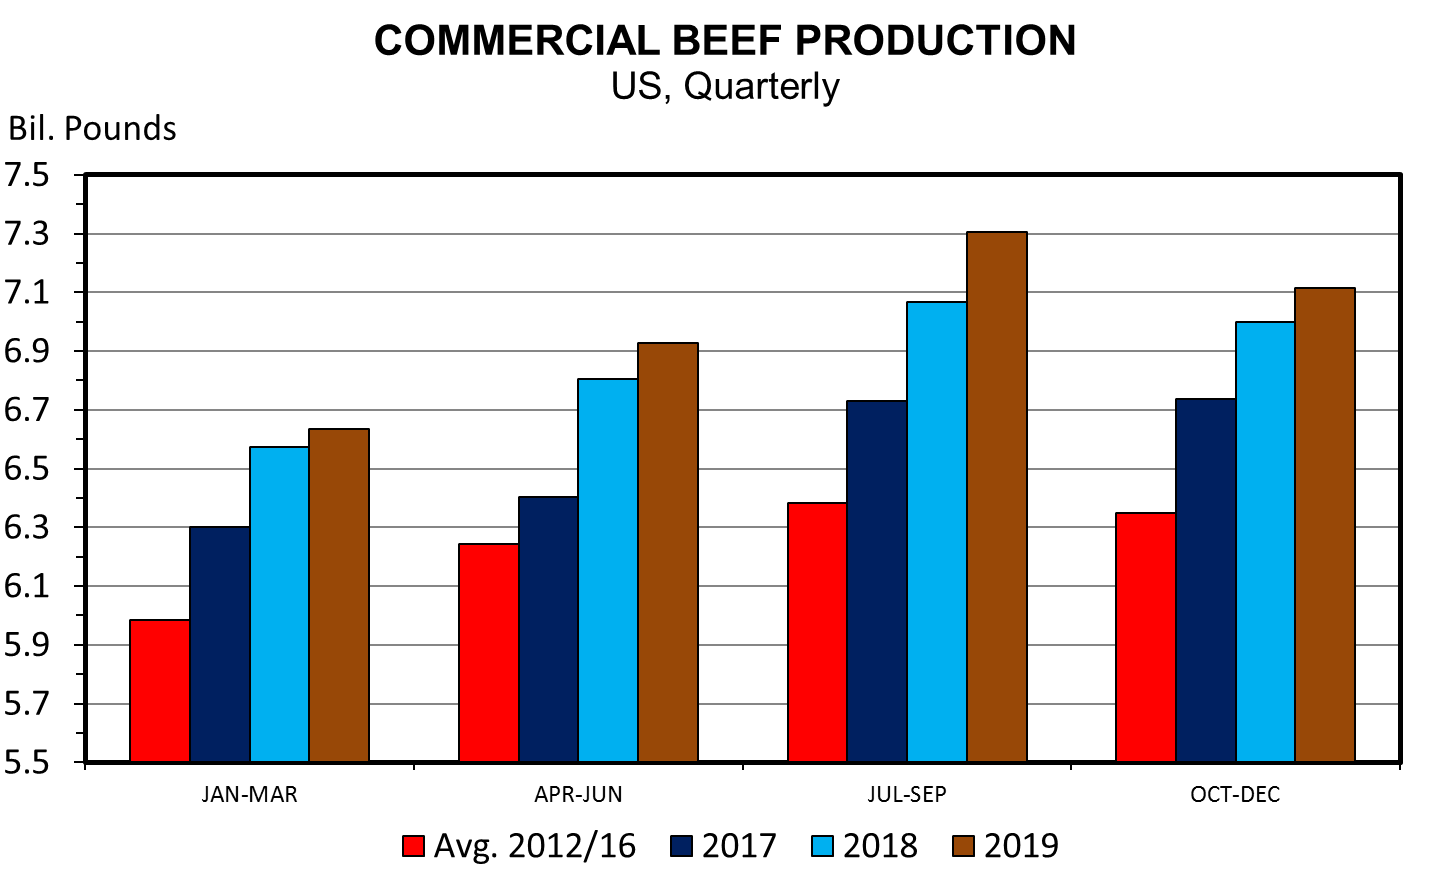 COMMERCIAL BEEF PRODUCTION
US, Quarterly
Bil. Pounds
7.5
7.3
7.1
6.9
6.7
6.5
6.3
6.1
5.9
5.7
5.5
JAN-MAR APR-JUN JUL-SEP OCT-DEC
Avg. 2012/16 2017 2018 2019